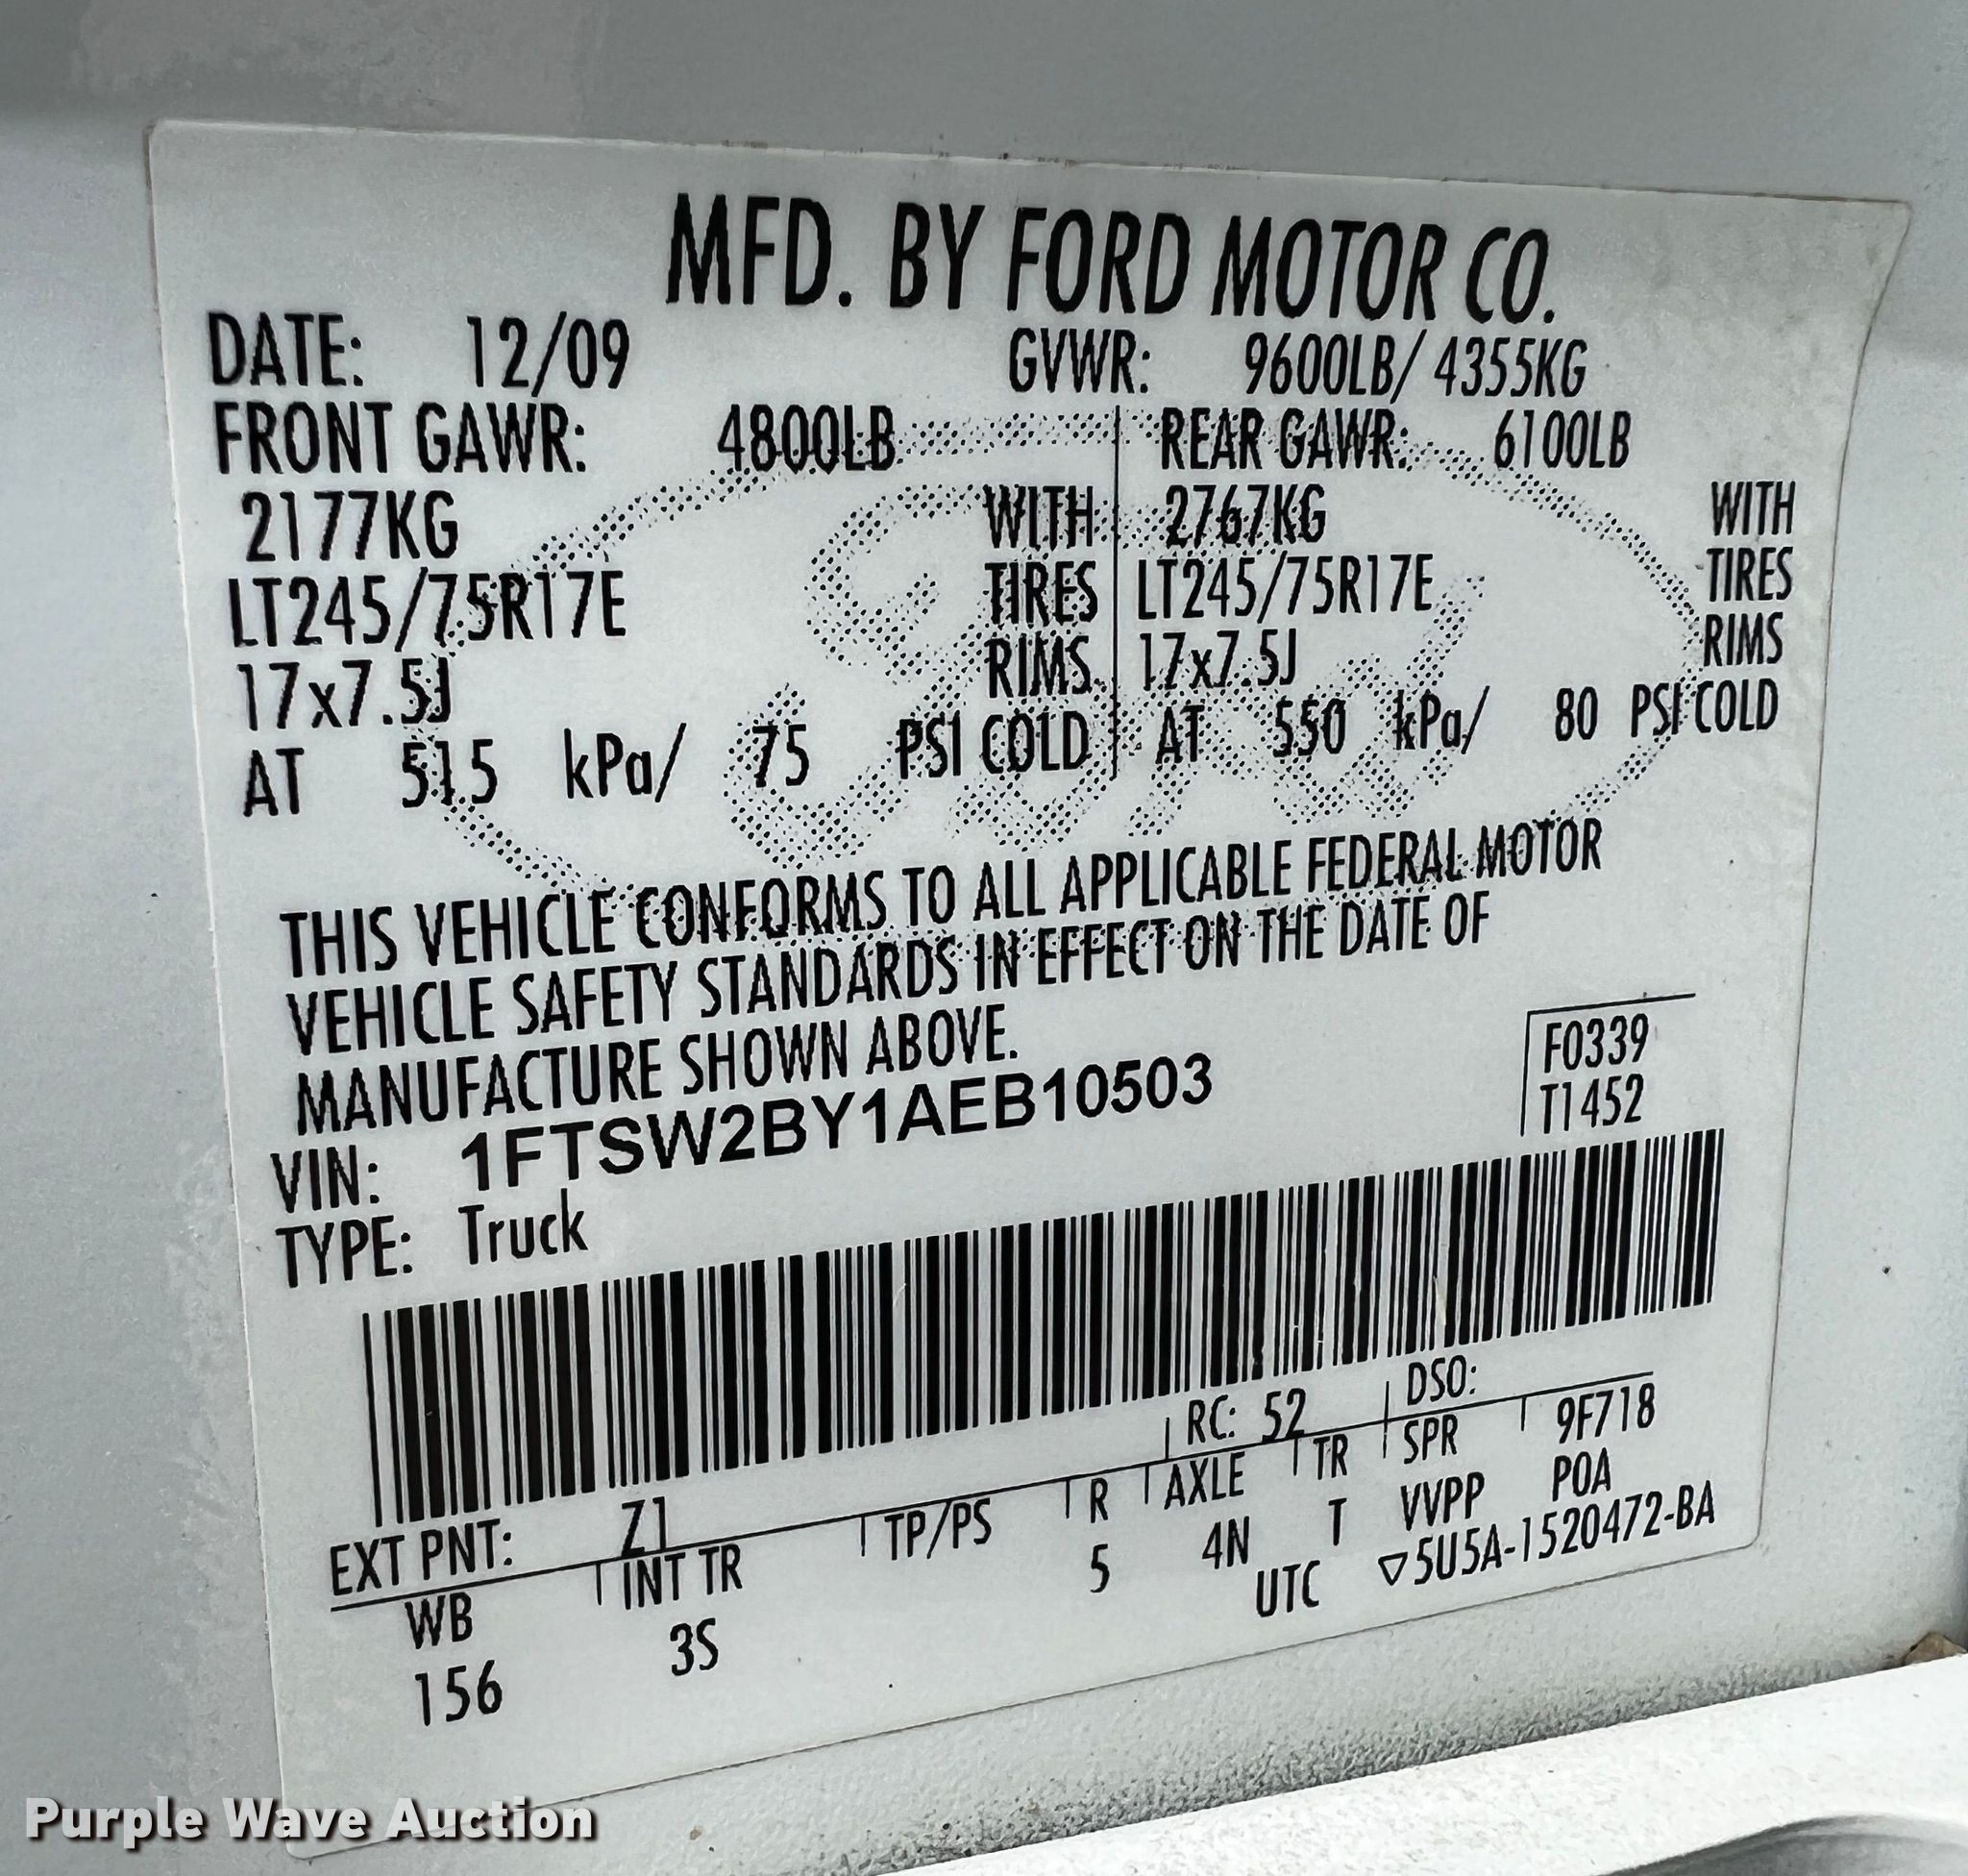 MFD. BY FORD MOTOR CO.
DATE: 12/09 GVWR: 9600LB/ 4355KG
FRONT GAWR: 4800LB REAR GAWR: 6100LB
2177KG WITH 2767KG WITH
LT245/75R17E TIRES LT245/75R17E TIRES
17x7.5J RIMS 17x7.5J RIMS
AT 515 kPa/ 75 PSI COLD AT 550 kPa/ 80 PSI COLD
THIS VEHICLE CONFORMS TO ALL APPLICABLE FEDERAL MOTOR
VEHICLE SAFETY STANDARDS IN EFFECT ON THE DATE OF
MANUFACTURE SHOWN ABOVE.
F0339
VIN: 1FTSW2BY1AEB10503 T1452
TYPE: Truck
EXT PNT: Z1 RC: 52 DSO:
WB INT TR TP/PS R AXLE TR SPR 9F718
156 3S 5 4N T VVPP POA
UTC ▽5U5A-1520472-BA
Purple Wave Auction